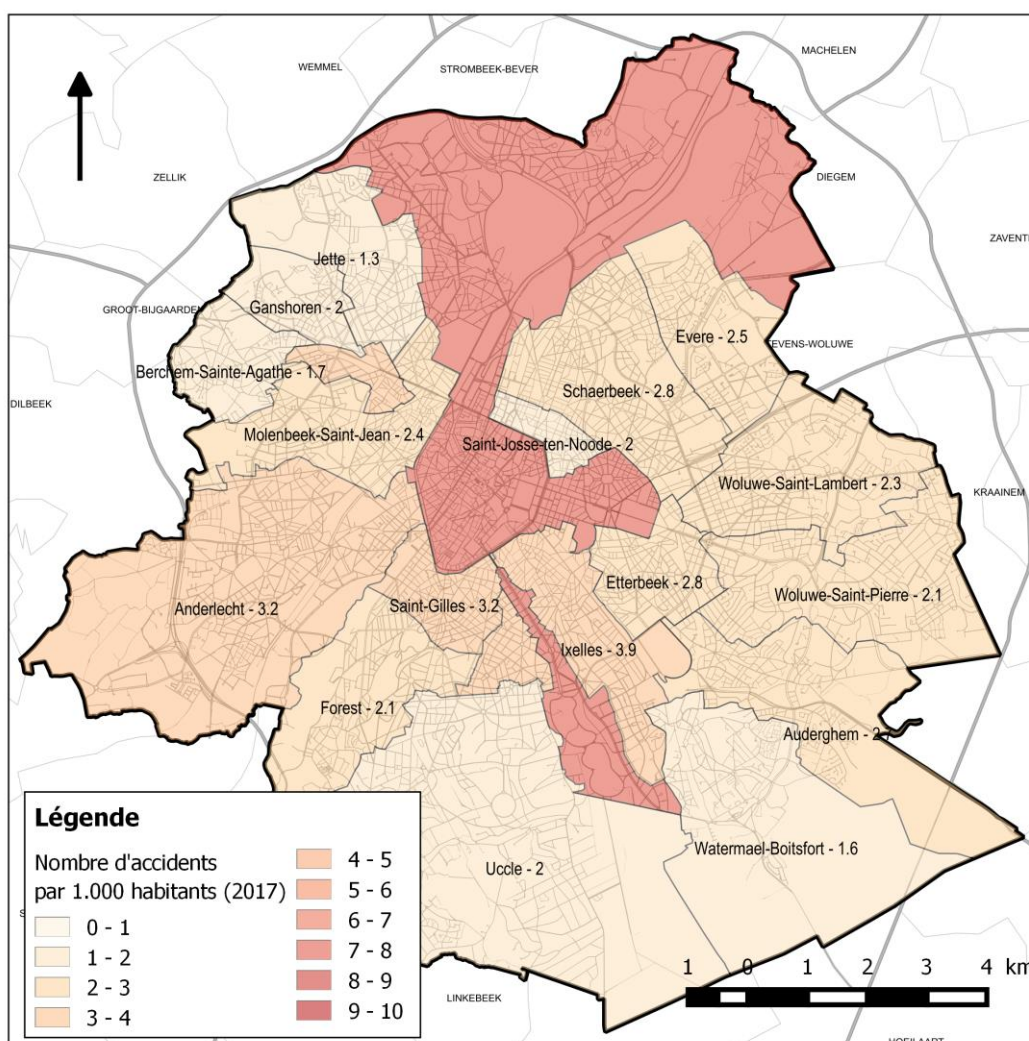 MACHELEN
WEMMEL
STROMBEEK-BEVER
ZELLIK
DIEGEM
ZAVENTE
Jette - 1.3
GROOT-BIJGAARDEN
Ganshoren - 2
Evere - 2.5
EVENS-WOLUWE
Berchem-Sainte-Agathe - 1.7
Schaerbeek - 2.8
DILBEEK
Molenbeek-Saint-Jean - 2.4
Saint-Josse-ten-Noode - 2
Woluwe-Saint-Lambert - 2.3
KRAAINEM
Anderlecht - 3.2
Saint-Gilles - 3.2
Etterbeek - 2.8
Woluwe-Saint-Pierre - 2.1
Ixelles - 3.9
Forest - 2.1
Auderghem -
Légende
Nombre d'accidents
par 1.000 habitants (2017)
0 - 1
1 - 2
2 - 3
3 - 4
4 - 5
5 - 6
6 - 7
7 - 8
8 - 9
9 - 10
Uccle - 2
Watermael-Boitsfort - 1.6
1 0 1 2 3 4 km
LINKEBEEK